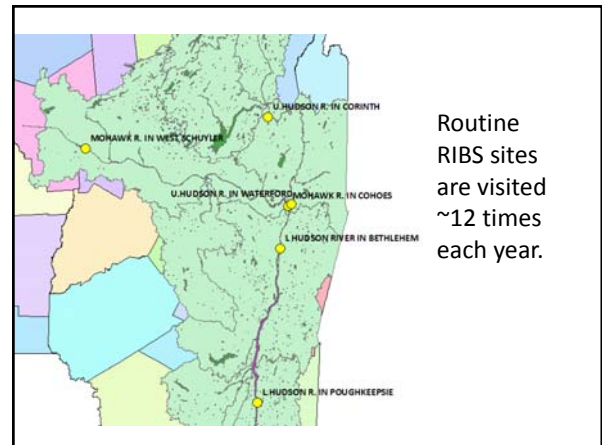 U.HUDSON R. IN CORINTH
MOHAWK R. IN WEST SCHUYLER
U.HUDSON R. IN WATERFORD
MOHAWK R. IN COHOES
L.HUDSON RIVER IN BETHLEHEM
L.HUDSON R. IN POUGHKEEPSIE
Routine
RIBS sites
are visited
~12 times
each year.